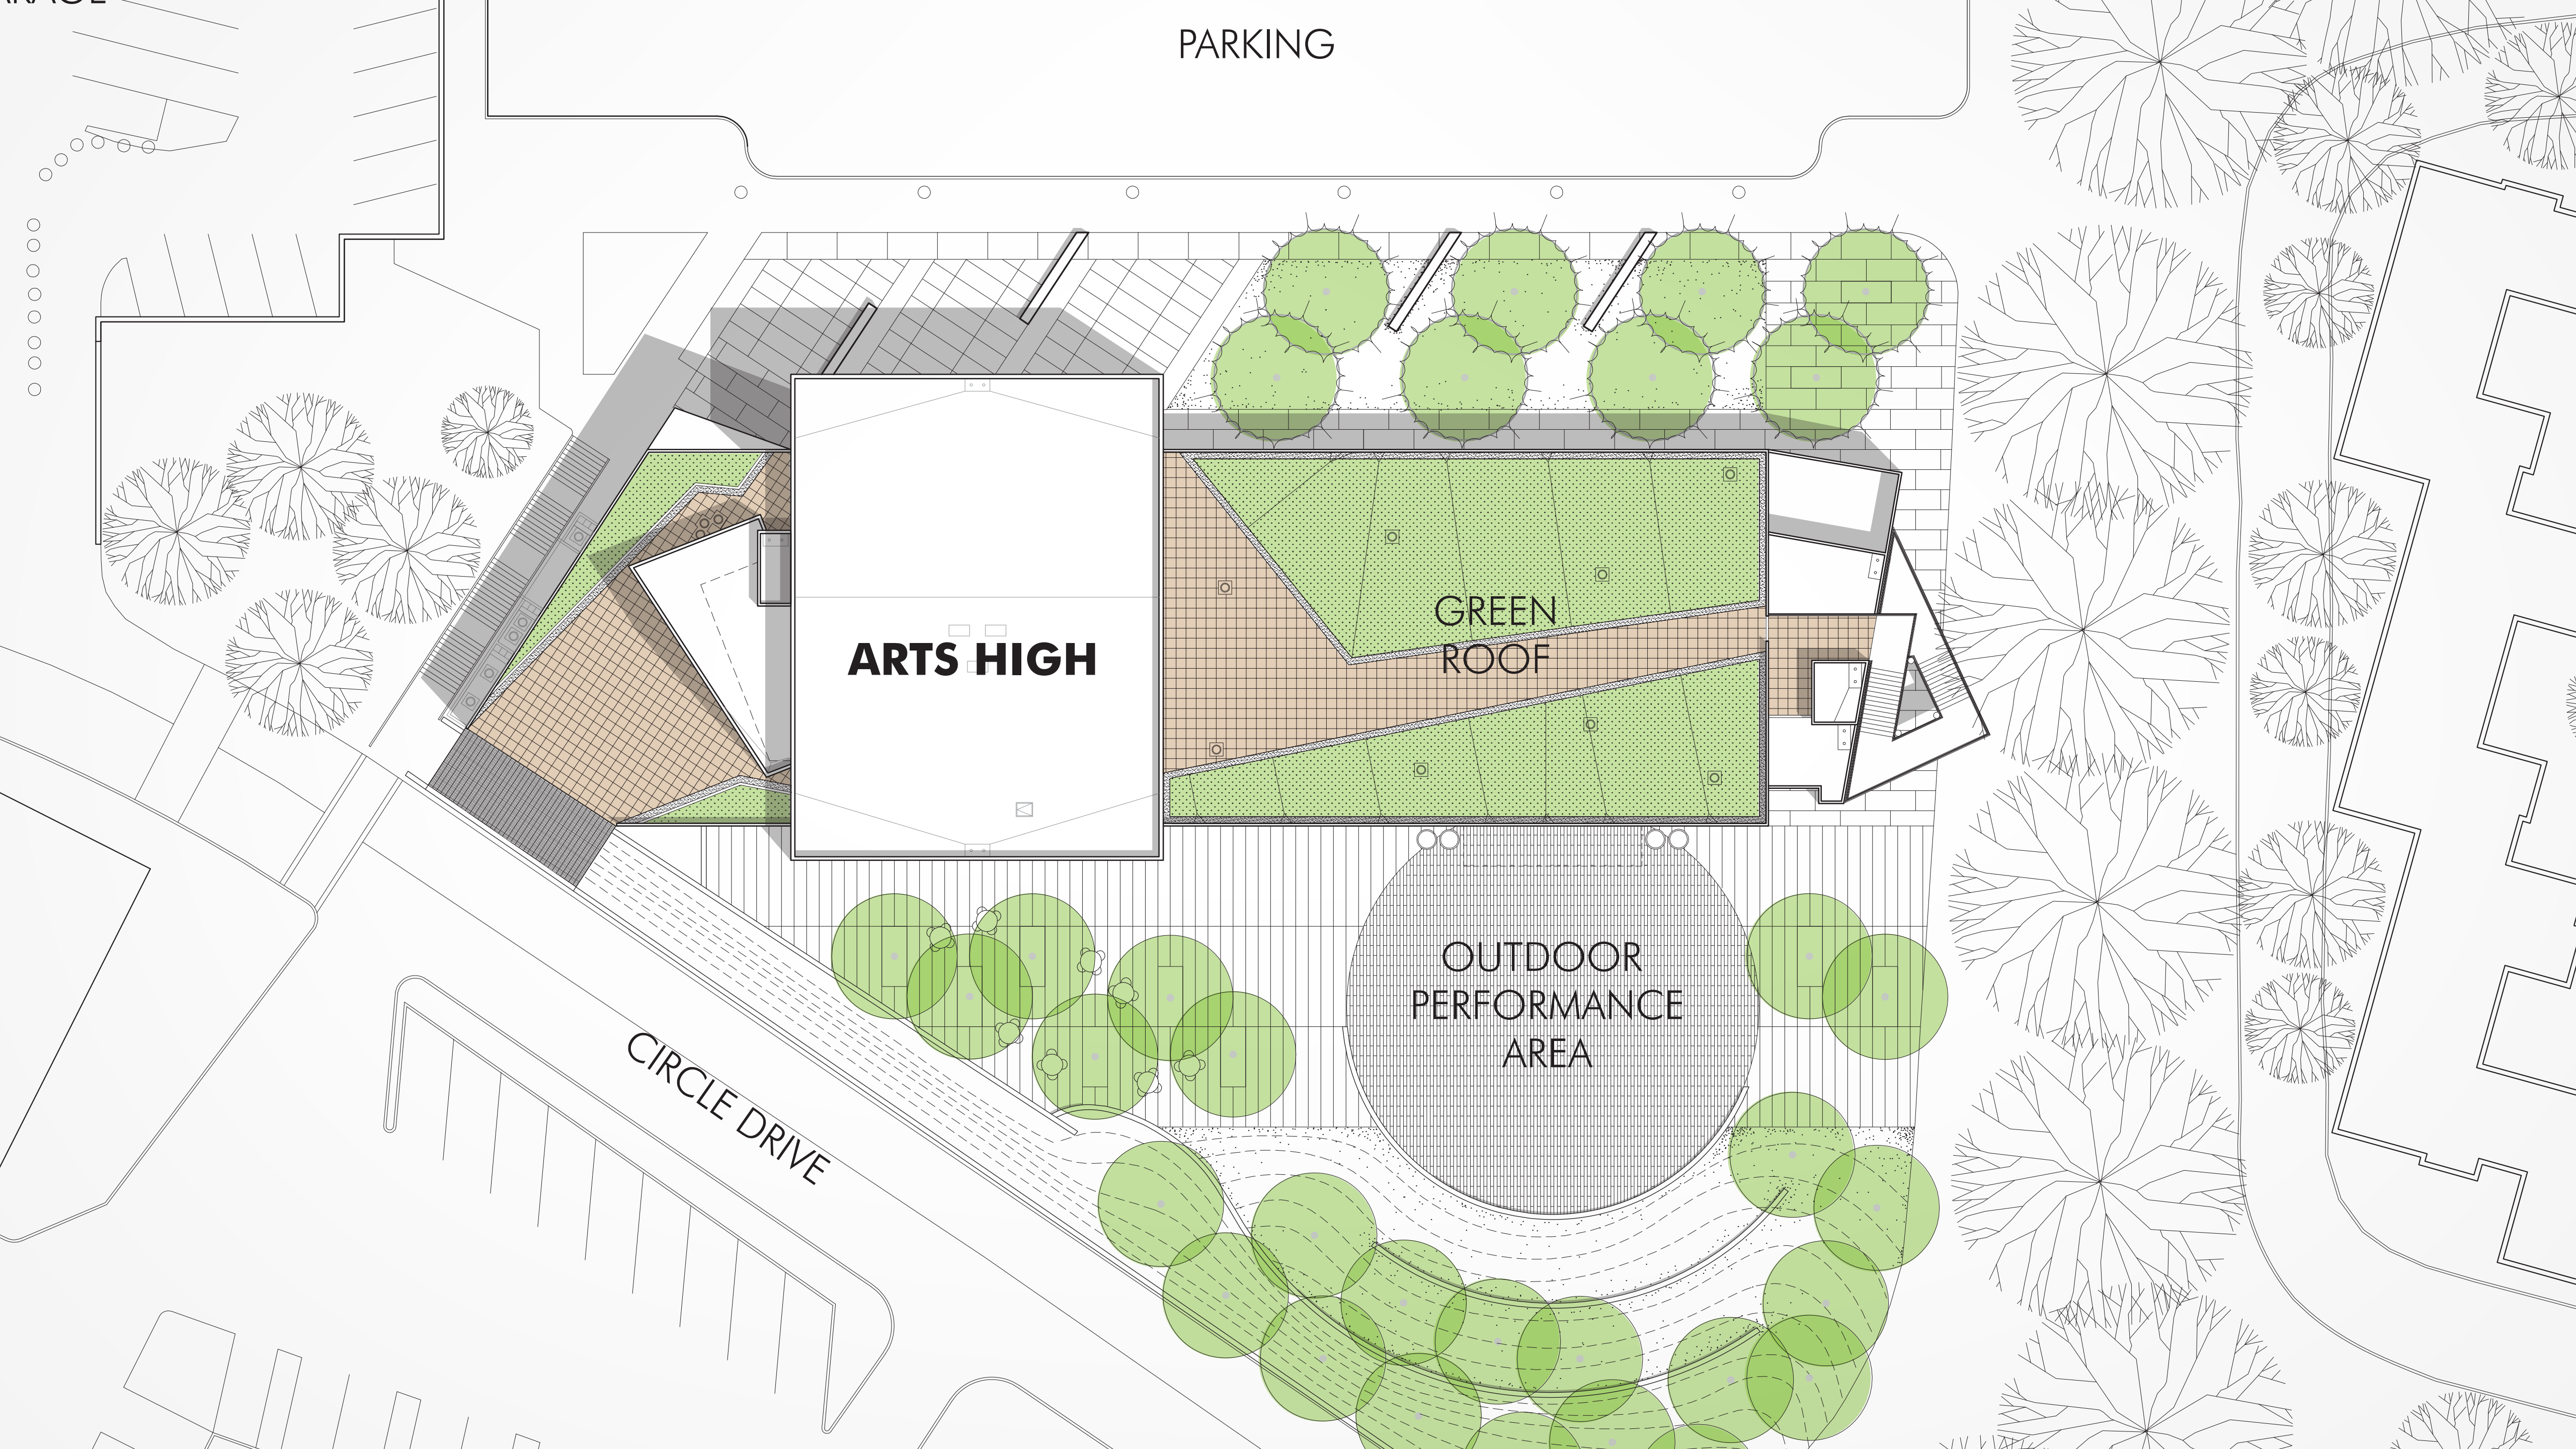 PARKING
ARTS HIGH
GREEN
ROOF
OUTDOOR
PERFORMANCE
AREA
CIRCLE DRIVE